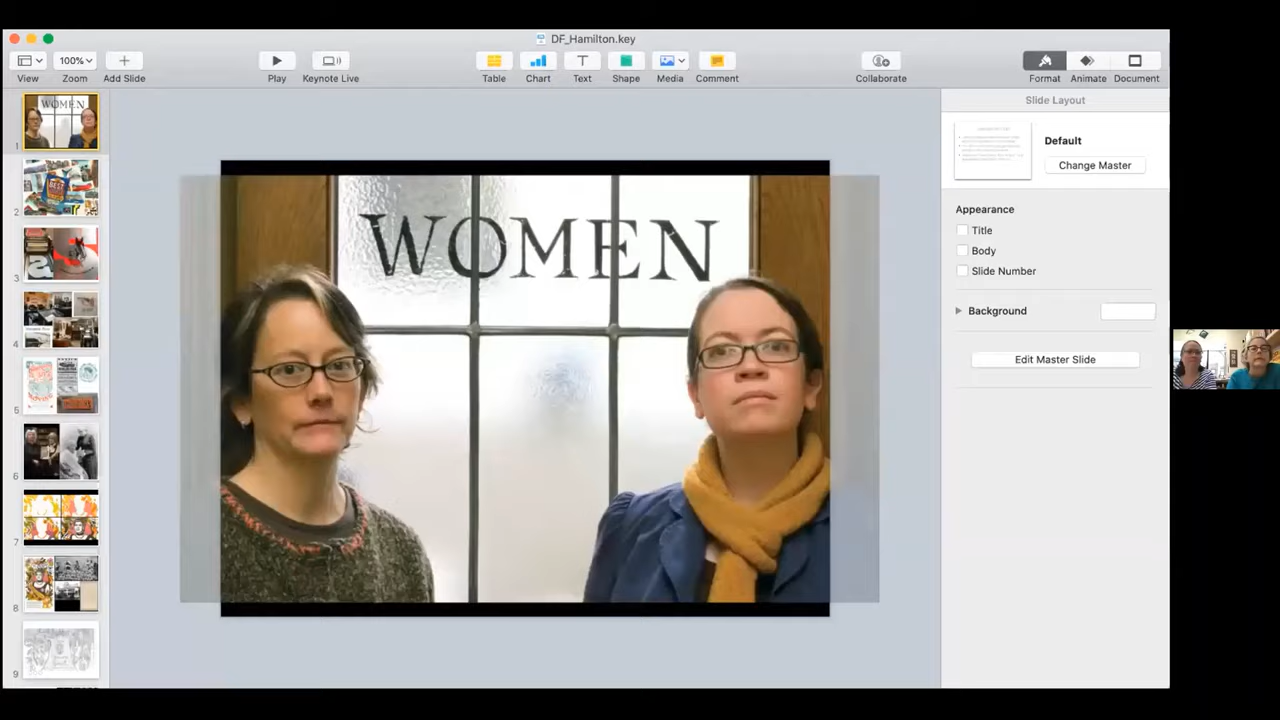 DF_Hamilton.key
100%
View
Zoom
Add Slide
Play
Keynote Live
Table
Chart
Text
Shape
Media
Comment
Collaborate
Format
Animate
Document
WOMEN
1
2
BEST
3
4
5
6
7
8
9
WOMEN
Slide Layout
Default
Change Master
Appearance
Title
Body
Slide Number
Background
Edit Master Slide